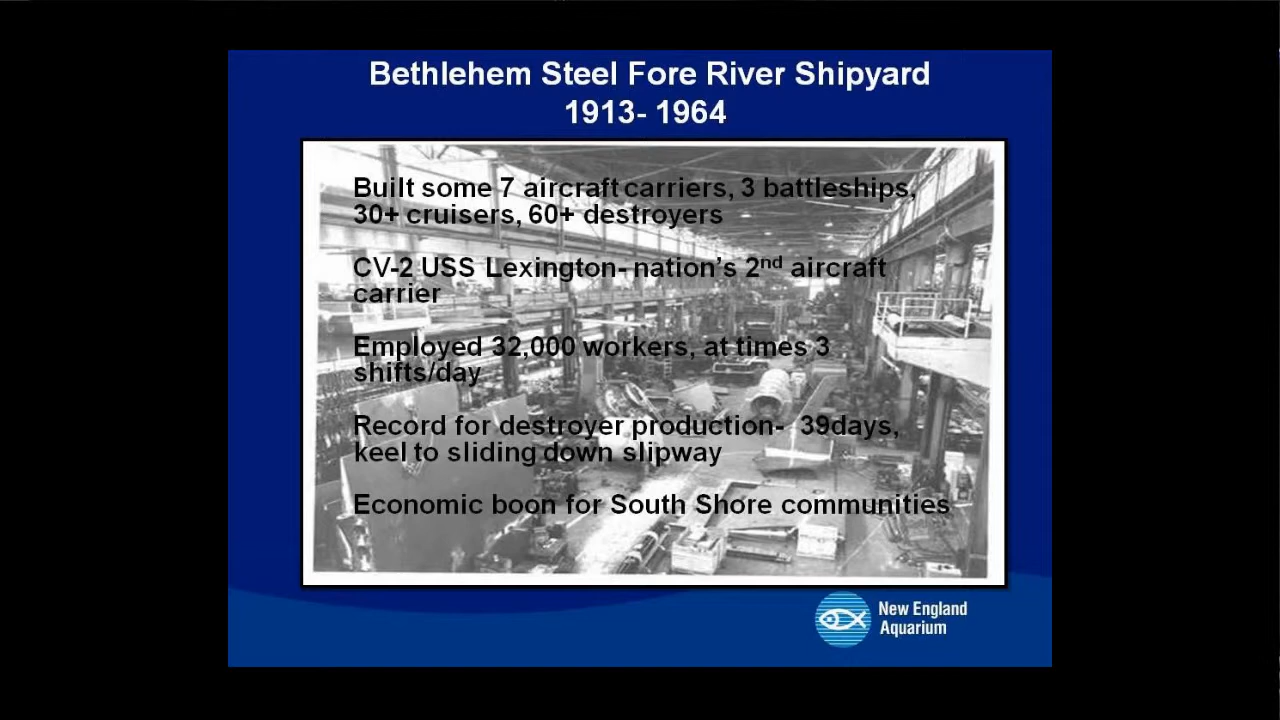 Bethlehem Steel Fore River Shipyard
1913- 1964
Built some 7 aircraft carriers, 3 battleships,
30+ cruisers, 60+ destroyers
CV-2 USS Lexington- nation's 2nd aircraft
carrier
Employed 32,000 workers, at times 3
shifts/day
Record for destroyer production-  39days,
keel to sliding down slipway
Economic boon for South Shore communities
New England
Aquarium